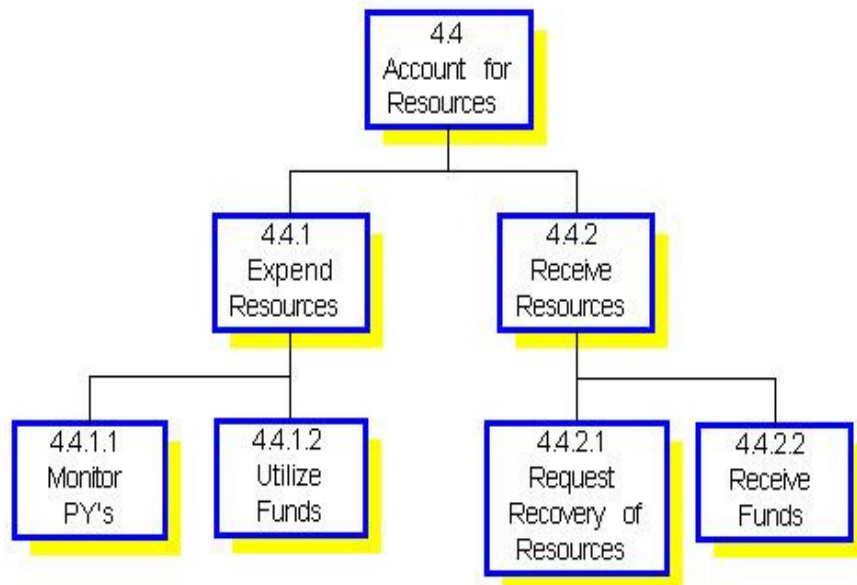 4.4
Account for
Resources
4.4.1
Expend
Resources
4.4.2
Receive
Resources
4.4.1.1
Monitor
PY's
4.4.1.2
Utilize
Funds
4.4.2.1
Request
Recovery of
Resources
4.4.2.2
Receive
Funds